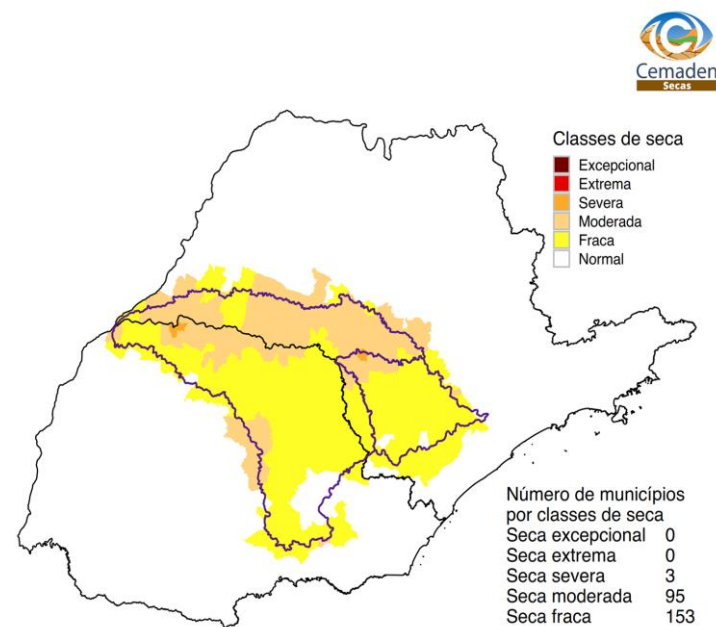 Cemaden
Secas
Classes de seca
Excepcional
Extrema
Severa
Moderada
Fraca
Normal
Número de municípios
por classes de seca
Seca excepcional 0
Seca extrema 0
Seca severa 3
Seca moderada 95
Seca fraca 153